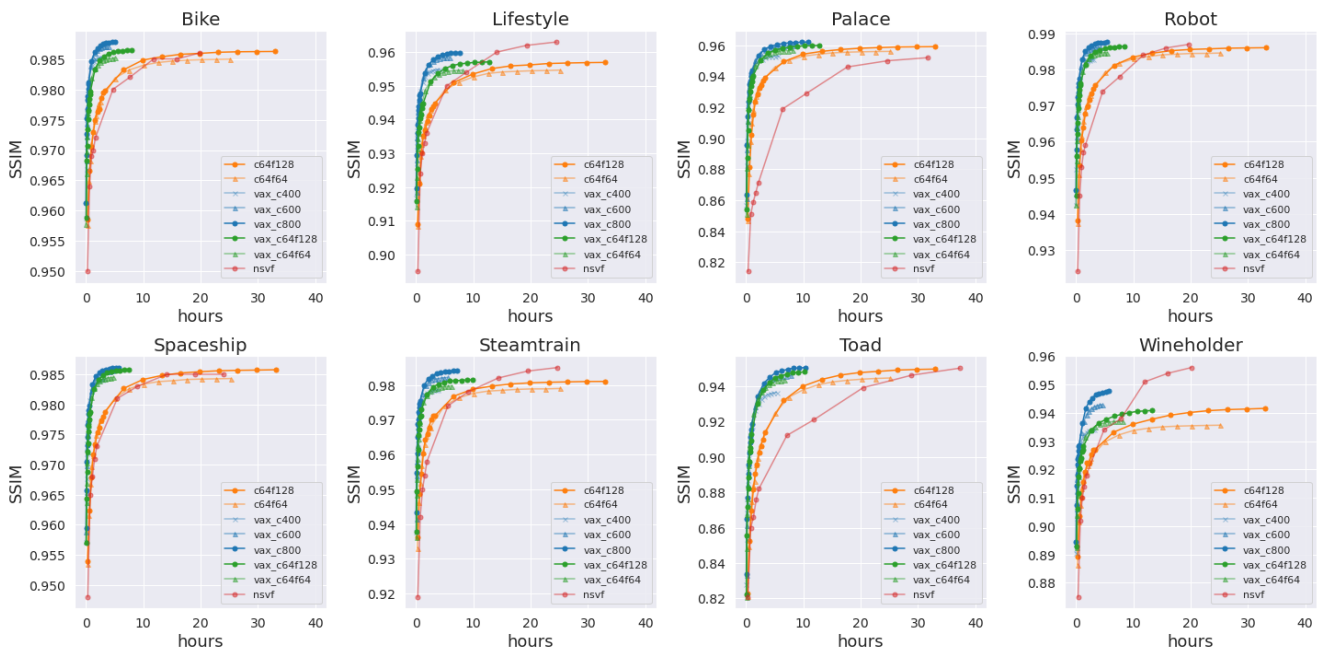 Bike
SSIM
0.985
0.980
0.975
0.970
0.965
0.960
0.955
0.950
0 10 20 30 40
hours
c64f128
c64f64
vax_c400
vax_c600
vax_c800
vax_c64f128
vax_c64f64
nsvf
Lifestyle
SSIM
0.96
0.95
0.94
0.93
0.92
0.91
0.90
0 10 20 30 40
hours
c64f128
c64f64
vax_c400
vax_c600
vax_c800
vax_c64f128
vax_c64f64
nsvf
Palace
SSIM
0.96
0.94
0.92
0.90
0.88
0.86
0.84
0.82
0 10 20 30 40
hours
c64f128
c64f64
vax_c400
vax_c600
vax_c800
vax_c64f128
vax_c64f64
nsvf
Robot
SSIM
0.99
0.98
0.97
0.96
0.95
0.94
0.93
0 10 20 30 40
hours
c64f128
c64f64
vax_c400
vax_c600
vax_c800
vax_c64f128
vax_c64f64
nsvf
Spaceship
SSIM
0.985
0.980
0.975
0.970
0.965
0.960
0.955
0.950
0 10 20 30 40
hours
c64f128
c64f64
vax_c400
vax_c600
vax_c800
vax_c64f128
vax_c64f64
nsvf
Steamtrain
SSIM
0.98
0.97
0.96
0.95
0.94
0.93
0.92
0 10 20 30 40
hours
c64f128
c64f64
vax_c400
vax_c600
vax_c800
vax_c64f128
vax_c64f64
nsvf
Toad
SSIM
0.94
0.92
0.90
0.88
0.86
0.84
0.82
0 10 20 30 40
hours
c64f128
c64f64
vax_c400
vax_c600
vax_c800
vax_c64f128
vax_c64f64
nsvf
Wineholder
SSIM
0.96
0.95
0.94
0.93
0.92
0.91
0.90
0.89
0.88
0 10 20 30 40
hours
c64f128
c64f64
vax_c400
vax_c600
vax_c800
vax_c64f128
vax_c64f64
nsvf